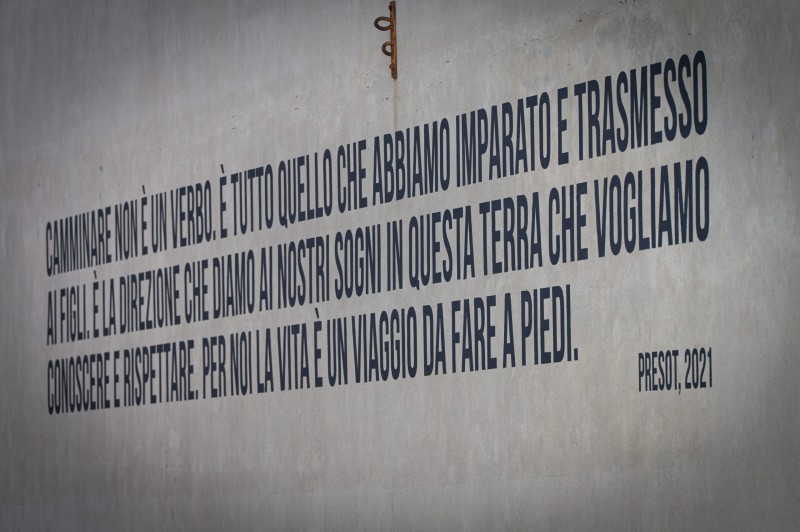 CAMMINARE NON È UN VERBO. È TUTTO QUELLO CHE ABBIAMO IMPARATO E TRASMESSO
AI FIGLI. È LA DIREZIONE CHE DIAMO AI NOSTRI SOGNI IN QUESTA TERRA CHE VOGLIAMO
CONOSCERE E RISPETTARE. PER NOI LA VITA È UN VIAGGIO DA FARE A PIEDI.
PRESOT, 2021